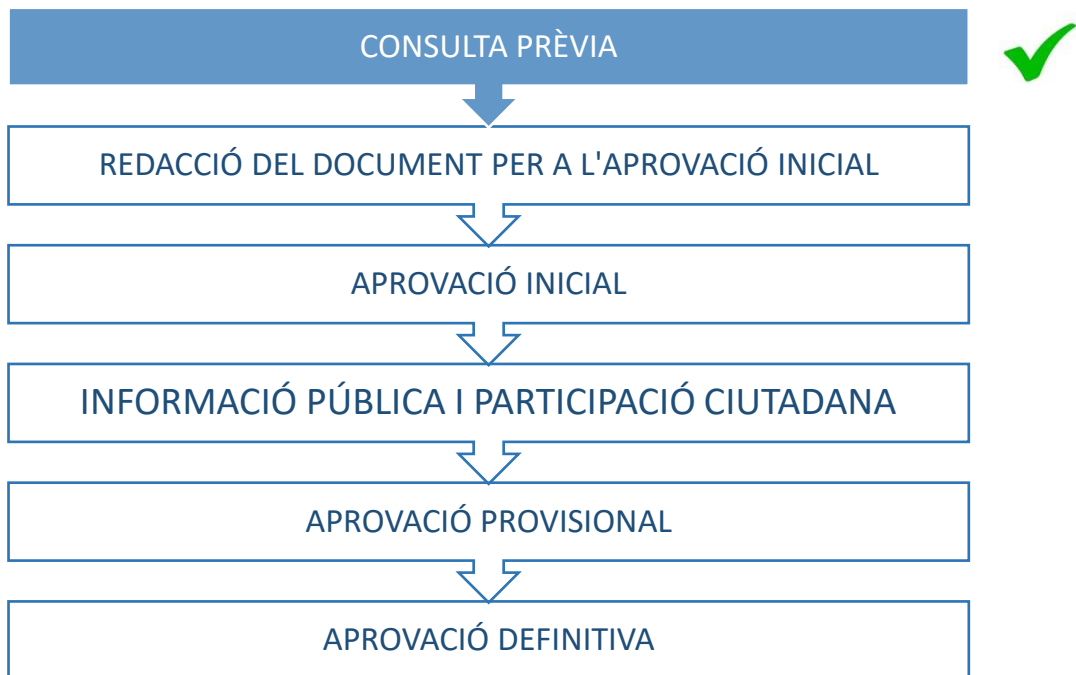 CONSULTA PRÈVIA
REDACCIÓ DEL DOCUMENT PER A L'APROVACIÓ INICIAL
APROVACIÓ INICIAL
INFORMACIÓ PÚBLICA I PARTICIPACIÓ CIUTADANA
APROVACIÓ PROVISIONAL
APROVACIÓ DEFINITIVA